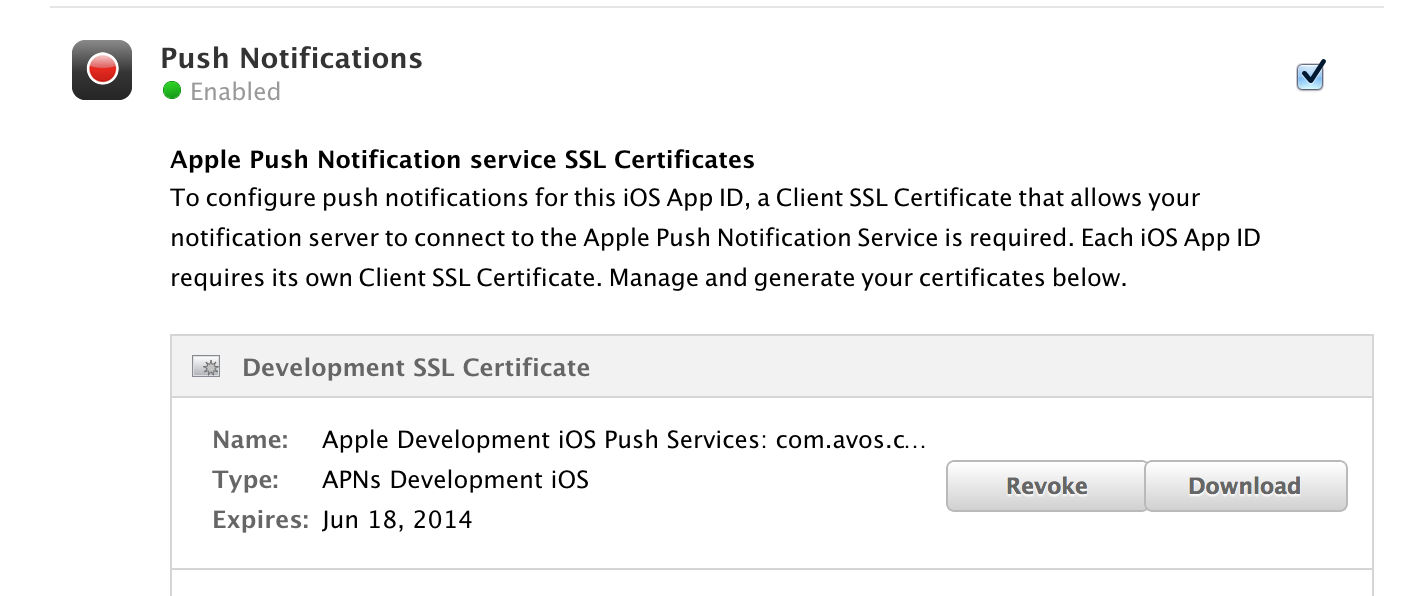 Push Notifications
Enabled
Apple Push Notification service SSL Certificates
To configure push notifications for this iOS App ID, a Client SSL Certificate that allows your
notification server to connect to the Apple Push Notification Service is required. Each iOS App ID
requires its own Client SSL Certificate. Manage and generate your certificates below.
Development SSL Certificate
Name: Apple Development iOS Push Services: com.avos.c...
Type: APNs Development iOS
Revoke Download
Expires: Jun 18, 2014